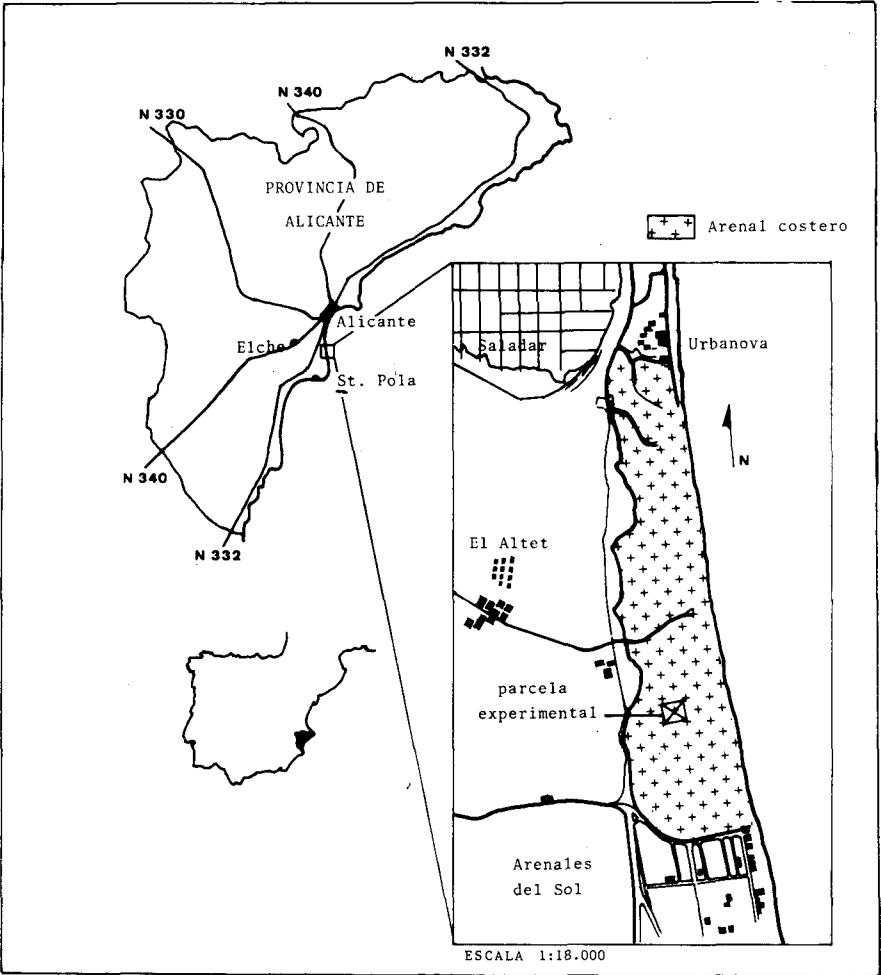 N 332
N 340
N 330
PROVINCIA DE
ALICANTE
Arenal costero
Alicante
Elche
Saladar
Urbanova
St. Pola
N
N 340
El Altet
N 332
parcela
experimental
Arenales
del Sol
ESCALA 1:18.000